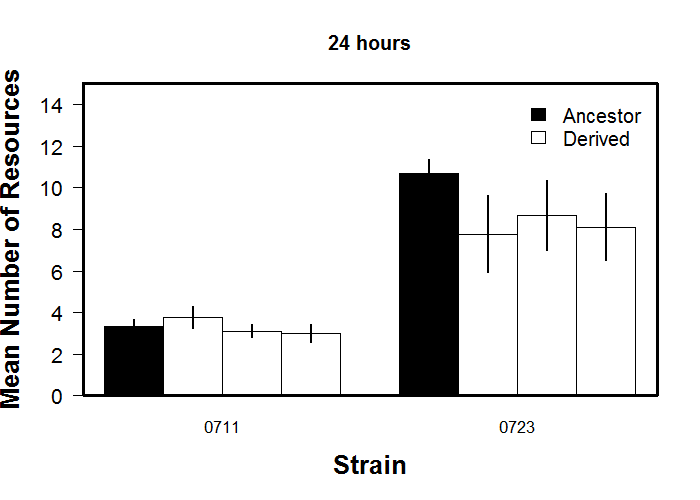 24 hours
Mean Number of Resources
14
12
10
8
6
4
2
0
Ancestor
Derived
0711
0723
Strain